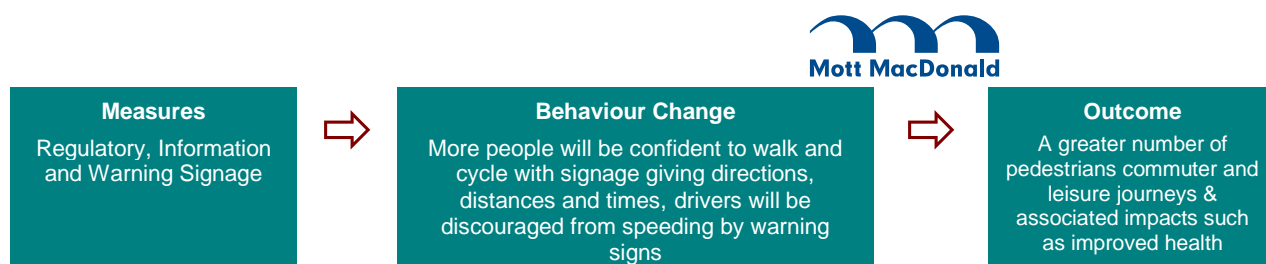 Mott MacDonald
Measures
Regulatory, Information
and Warning Signage
Behaviour Change
More people will be confident to walk and
cycle with signage giving directions,
distances and times, drivers will be
discouraged from speeding by warning
signs
Outcome
A greater number of
pedestrians commuter and
leisure journeys &
associated impacts such
as improved health